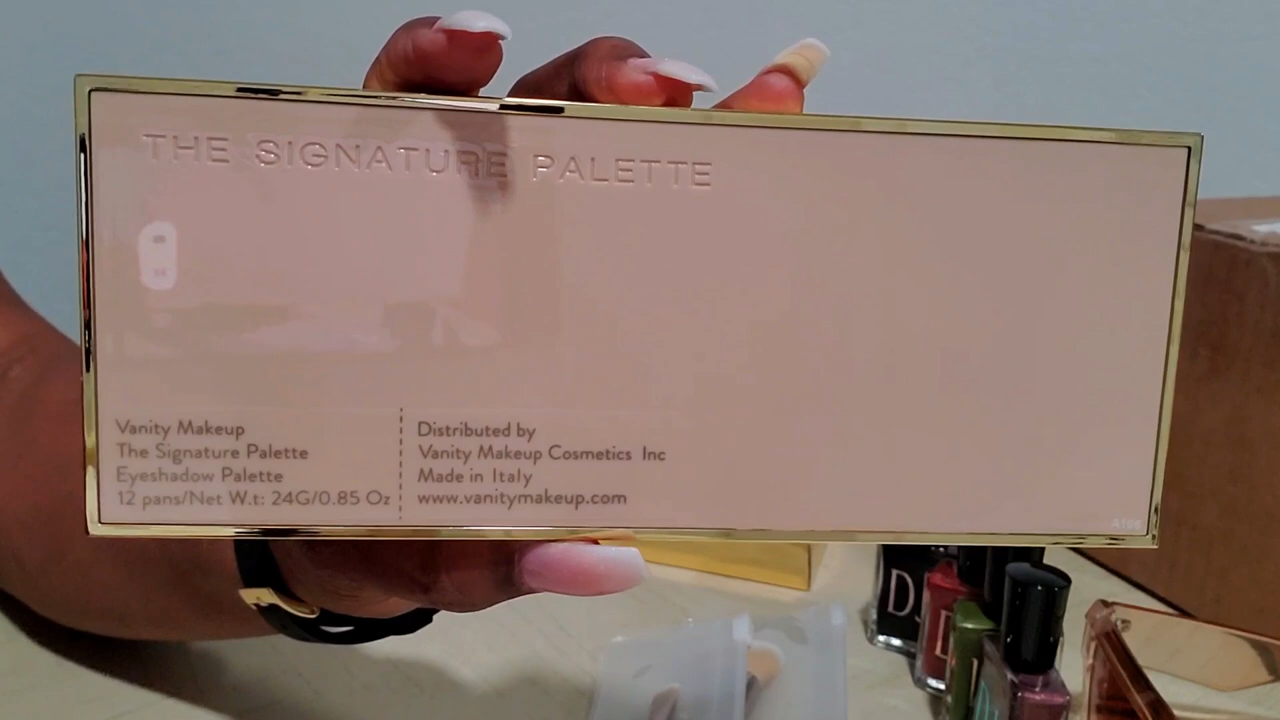 THE SIGNATURE PALETTE
Vanity Makeup
The Signature Palette
Eyeshadow Palette
12 pans/Net W.t: 24G/0.85 Oz
Distributed by
Vanity Makeup Cosmetics Inc
Made in Italy
www.vanitymakeup.com
D